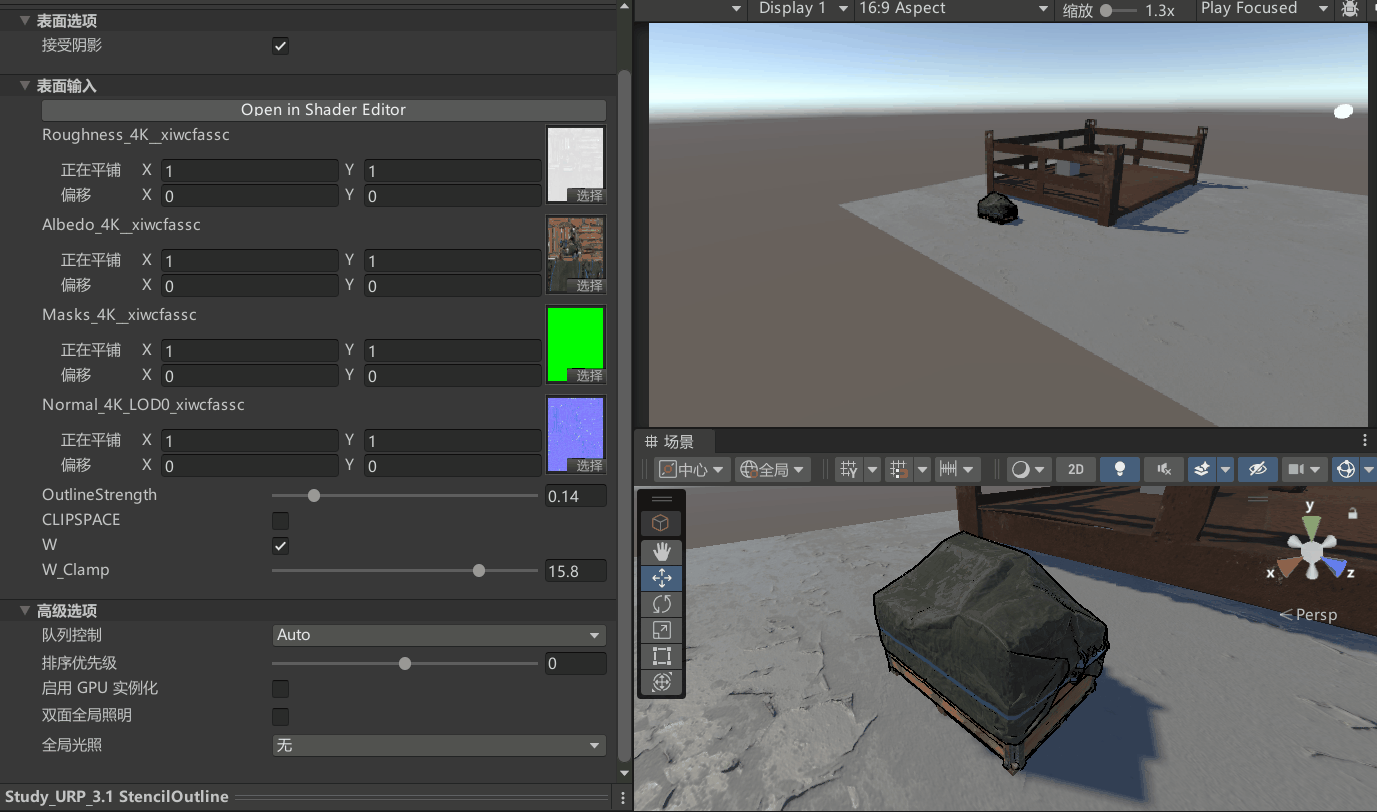 表面选项
接受阴影
表面输入
Open in Shader Editor
Roughness_4K__xiwcfassc
正在平铺 X 1 Y 1
偏移 X 0 Y 0
选择
Albedo_4K__xiwcfassc
正在平铺 X 1 Y 1
偏移 X 0 Y 0
选择
Masks_4K__xiwcfassc
正在平铺 X 1 Y 1
偏移 X 0 Y 0
选择
Normal_4K_LOD0_xiwcfassc
正在平铺 X 1 Y 1
偏移 X 0 Y 0
选择
OutlineStrength 0.14
CLIPSPACE
W
W_Clamp 15.8
高级选项
队列控制 Auto
排序优先级 0
启用 GPU 实例化
双面全局照明
全局光照 无
Study_URP_3.1 StencilOutline
Display 1 16:9 Aspect 缩放 1.3x Play Focused
场景
中心 全局 2D
y
x z
Persp